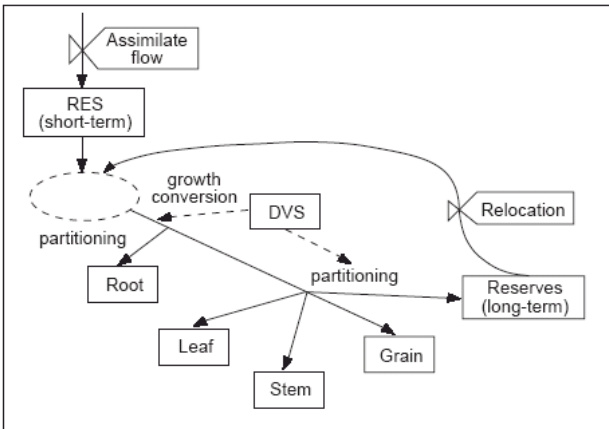 Assimilate
flow
RES
(short-term)
growth
conversion
DVS
Relocation
partitioning
Root
partitioning
Reserves
(long-term)
Leaf
Grain
Stem